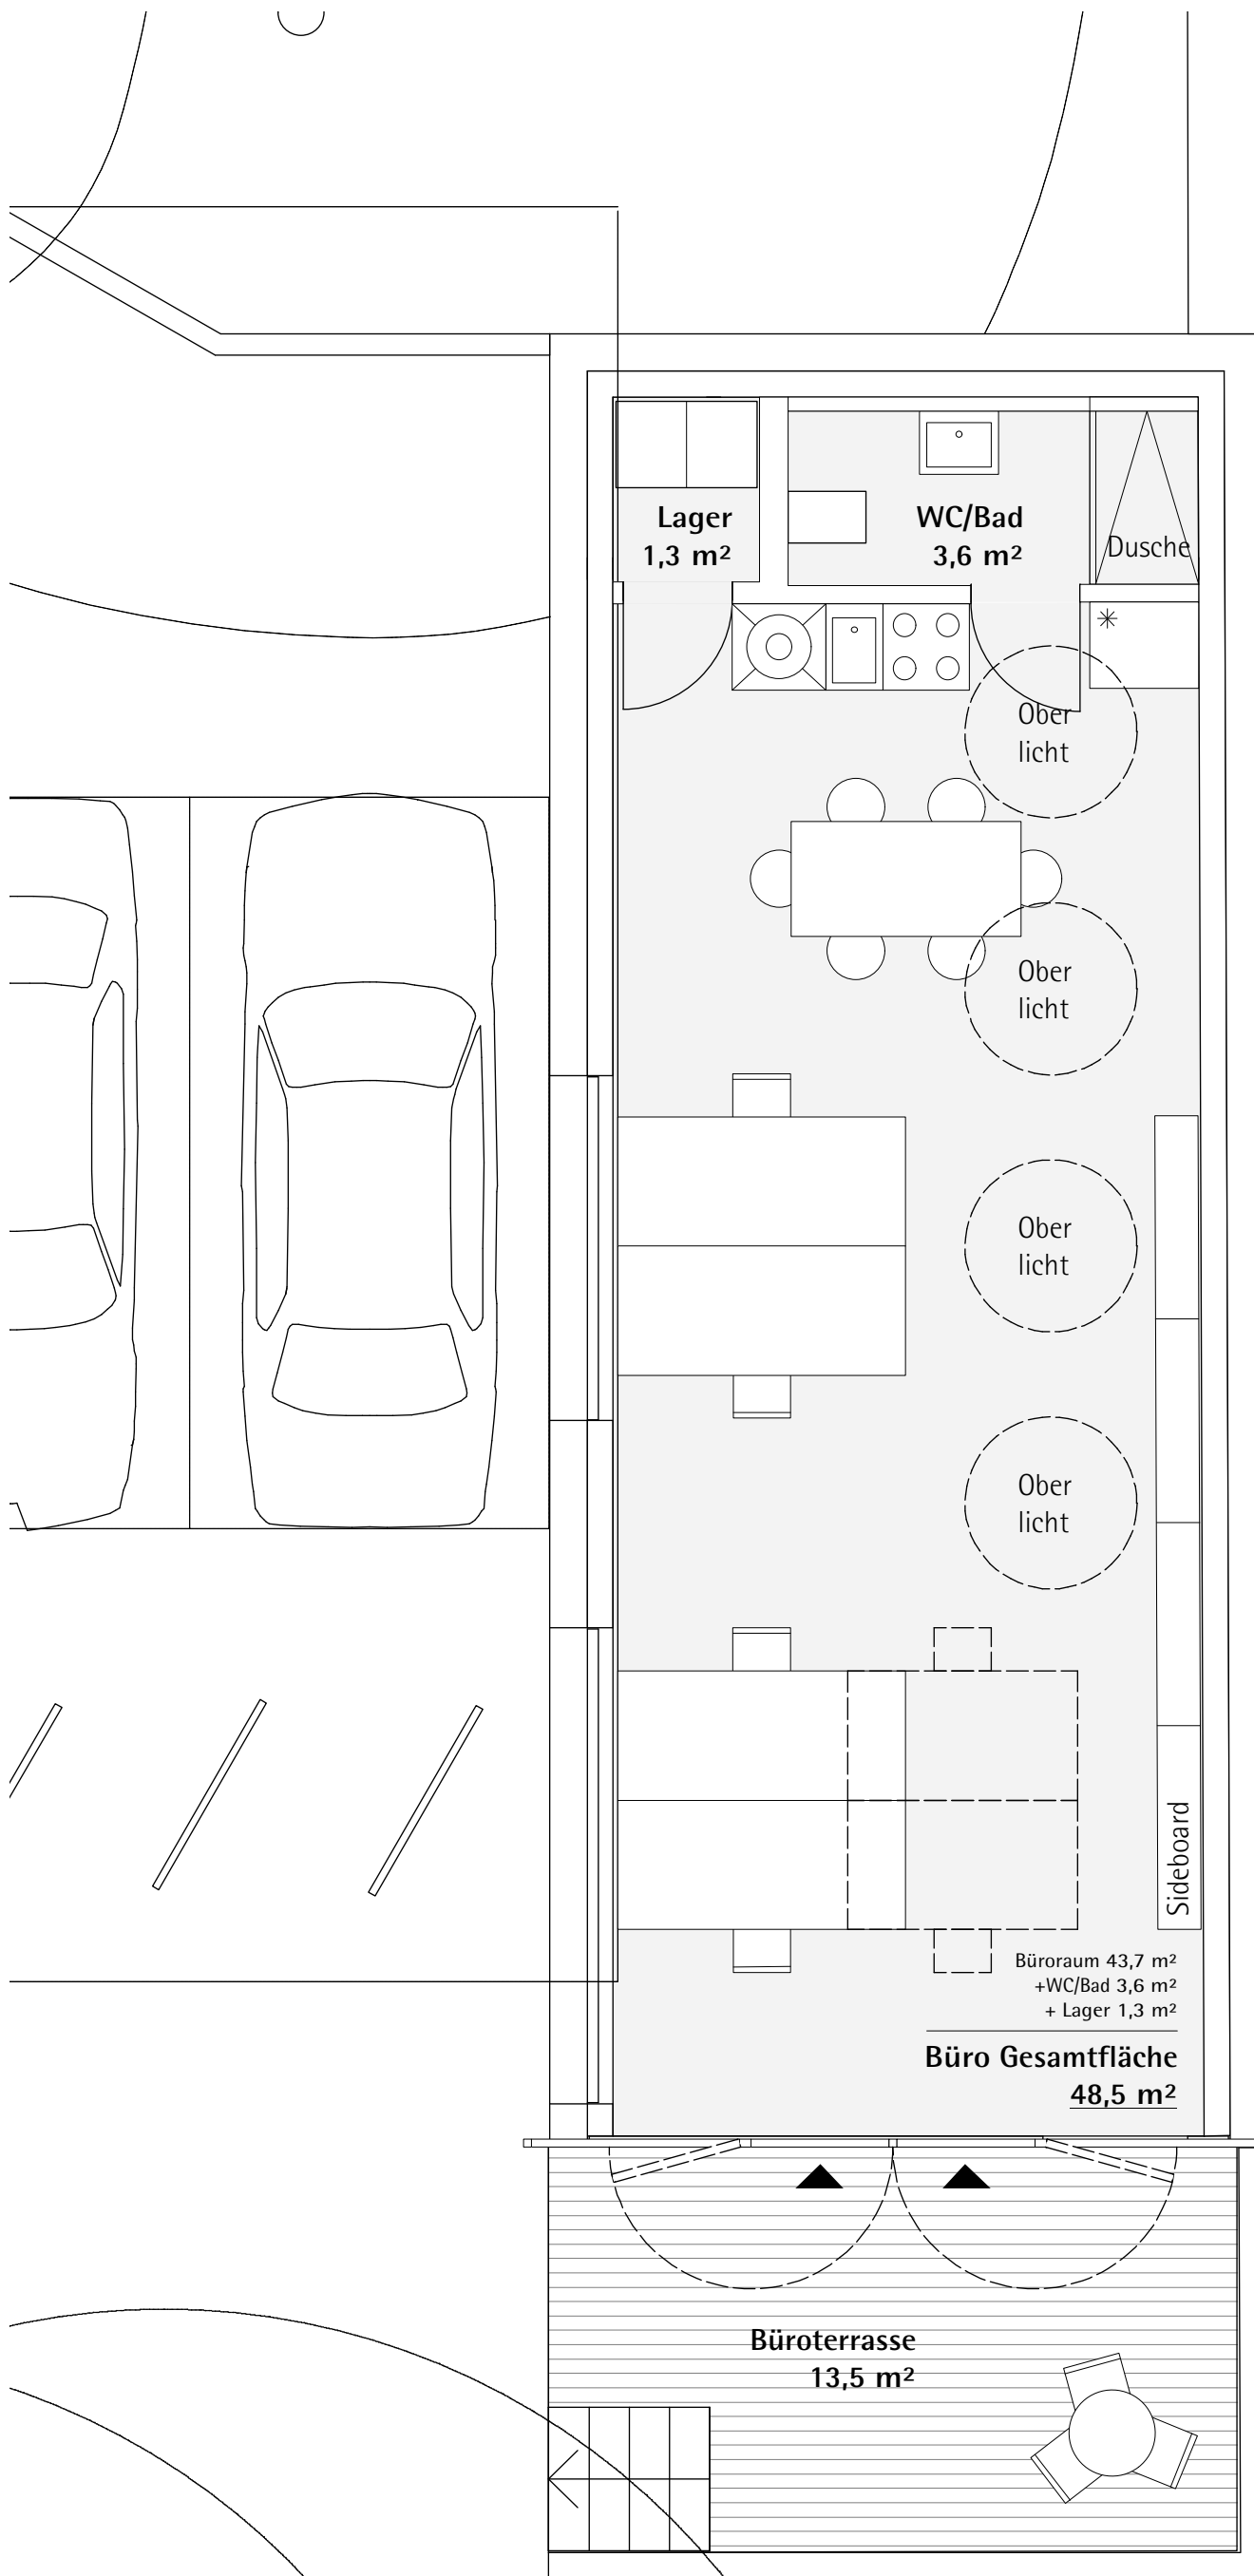 Lager
1,3 m²
WC/Bad
3,6 m²
Dusche
Ober
licht
Ober
licht
Ober
licht
Ober
licht
Sideboard
Büroraum 43,7 m²
+WC/Bad 3,6 m²
+ Lager 1,3 m²
Büro Gesamtfläche
48,5 m²
Büroterrasse
13,5 m²